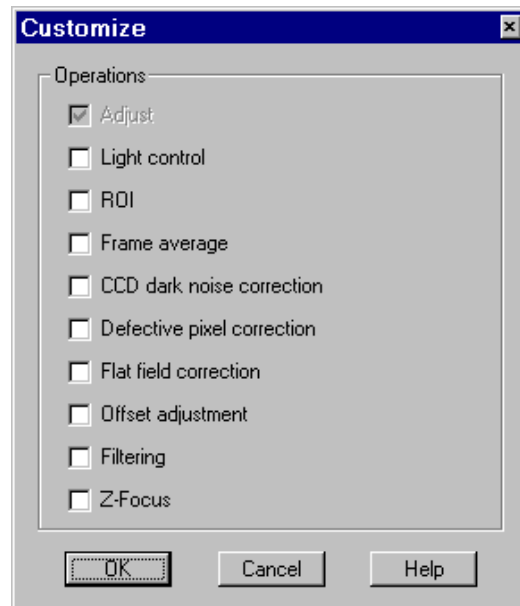 Customize
Operations
Adjust
Light control
ROI
Frame average
CCD dark noise correction
Defective pixel correction
Flat field correction
Offset adjustment
Filtering
Z-Focus
OK Cancel Help